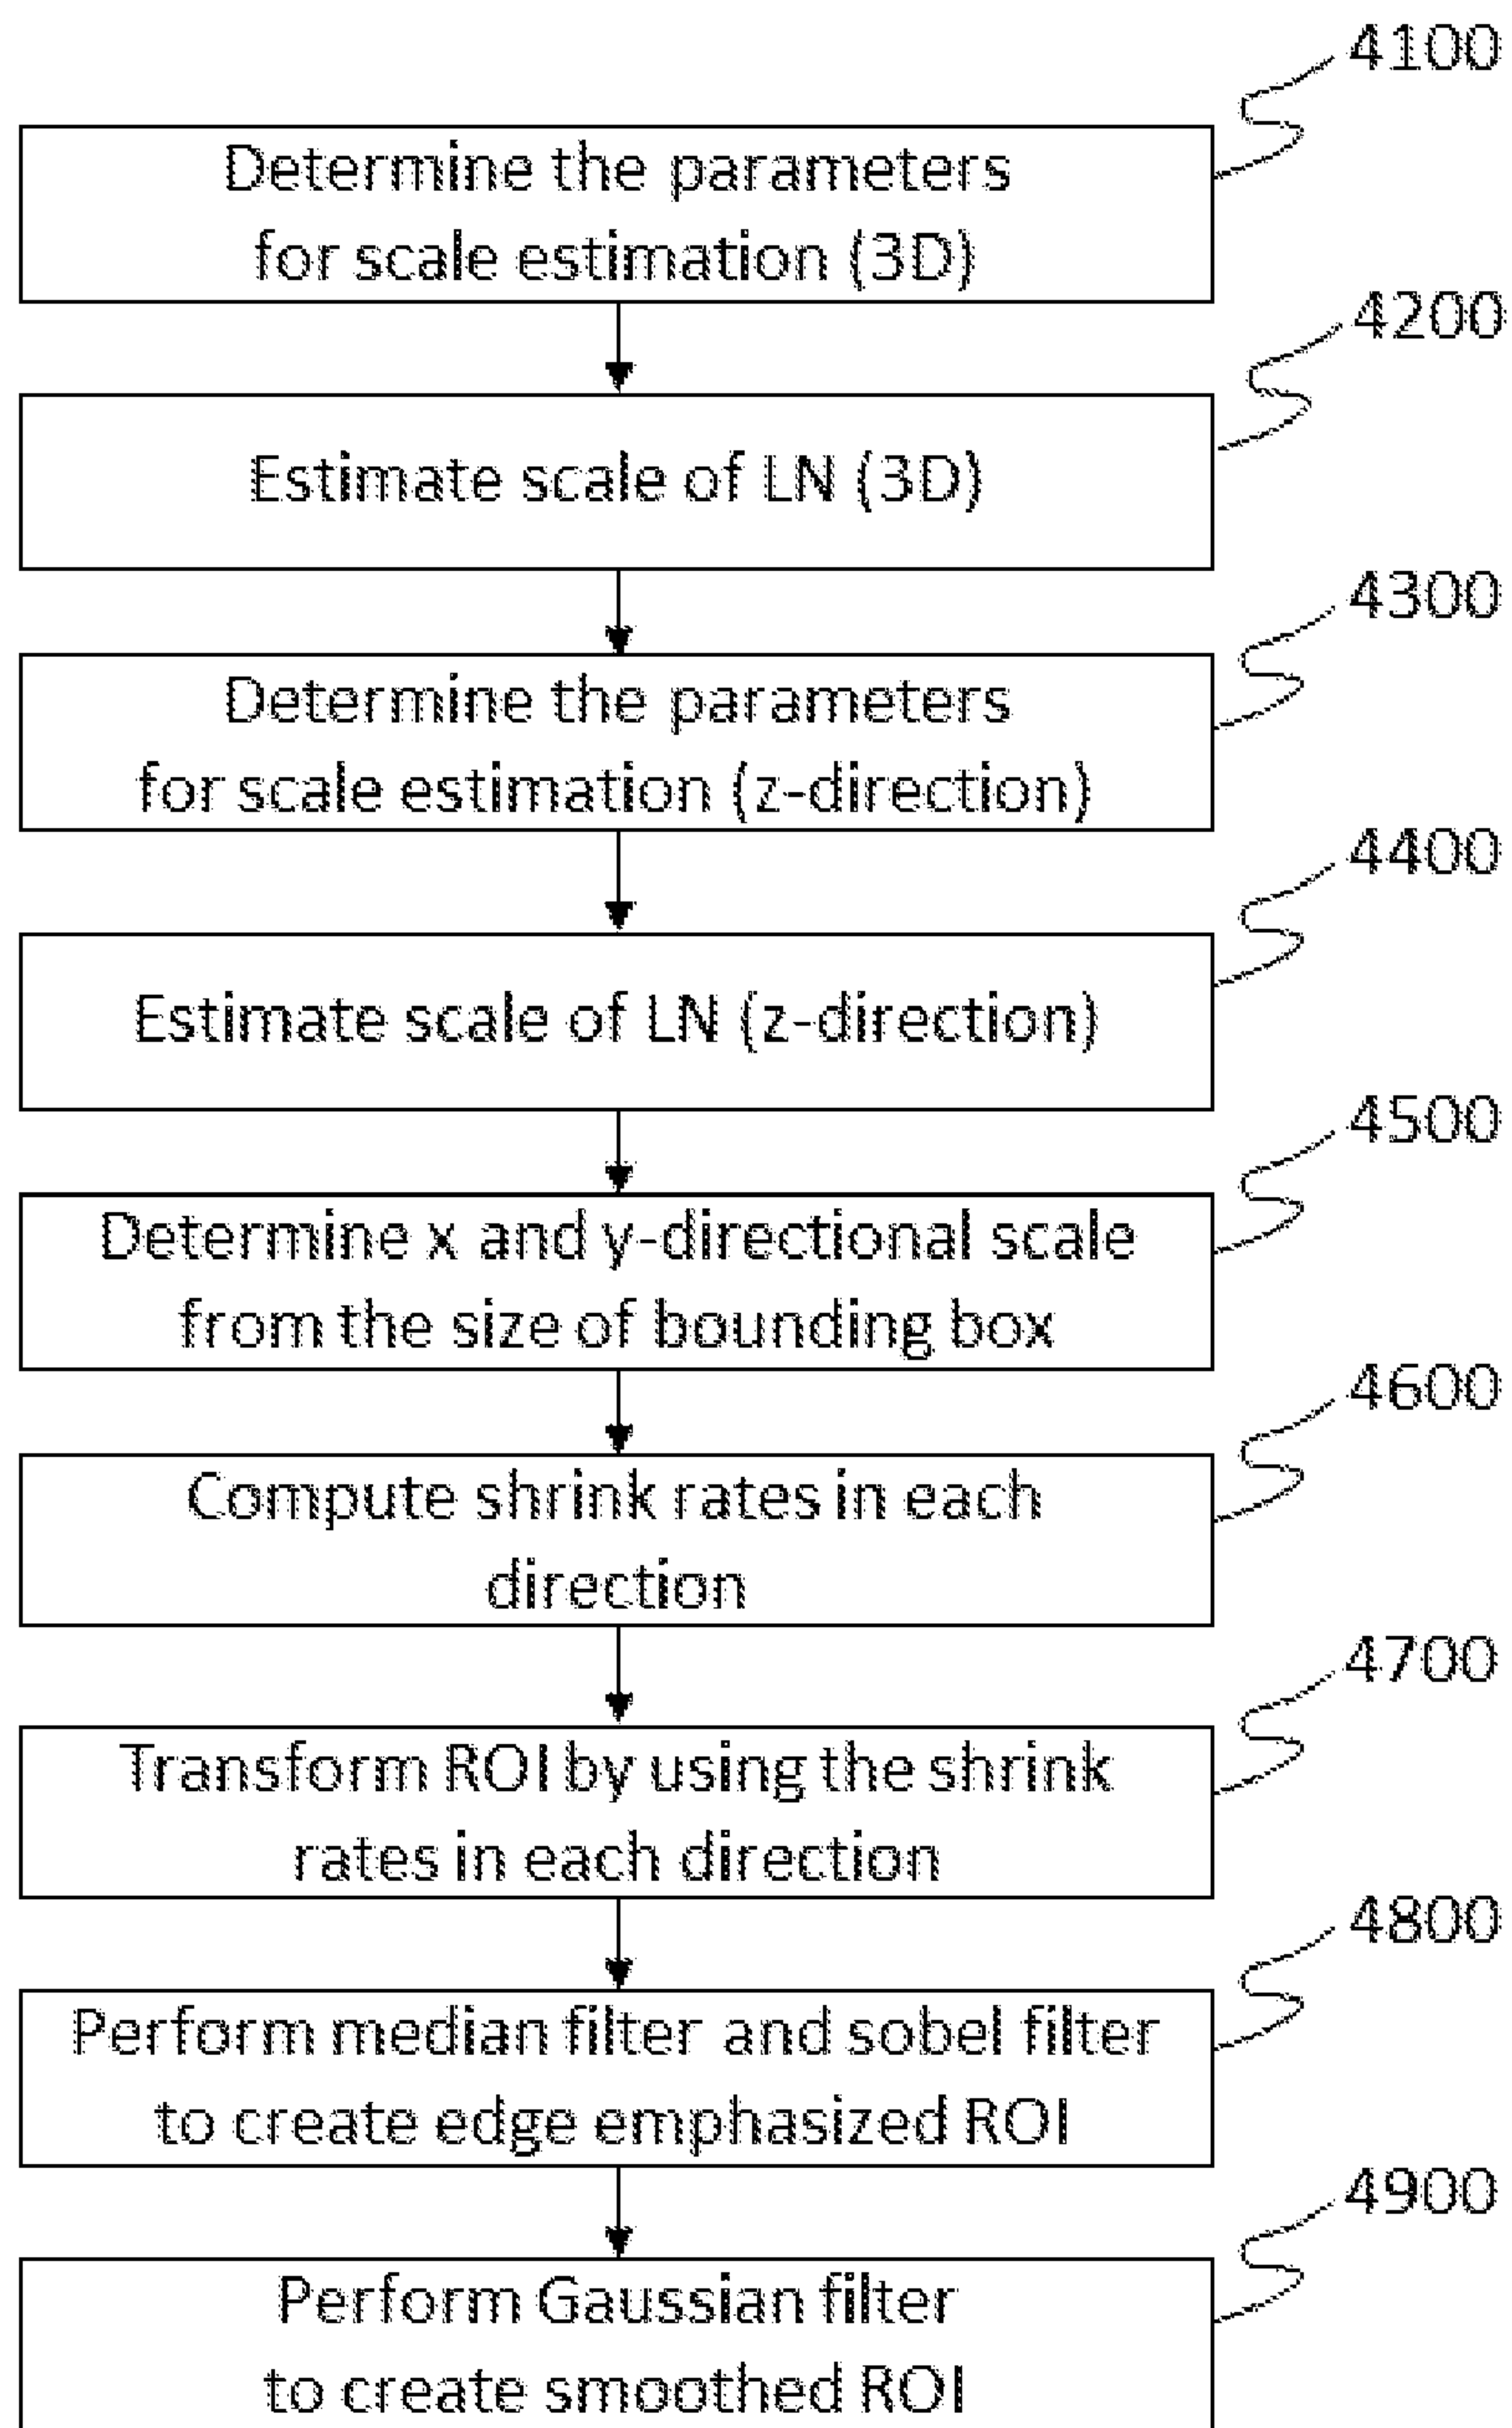 4100
Determine the parameters
for scale estimation (3D)
4200
Estimate scale of LN (3D)
4300
Determine the parameters
for scale estimation (z-direction)
4400
Estimate scale of LN (z-direction)
4500
Determine x and y-directional scale
from the size of bounding box
4600
Compute shrink rates in each
direction
4700
Transform ROI by using the shrink
rates in each direction
4800
Perform median filter and sobel filter
to create edge emphasized ROI
4900
Perform Gaussian filter
to create smoothed ROI